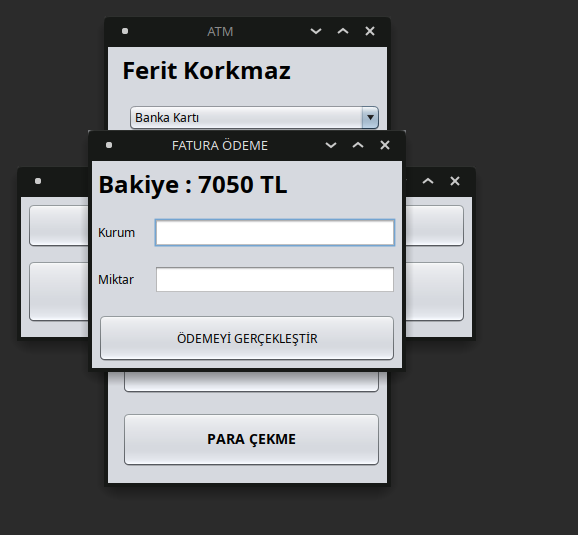 ATM
Ferit Korkmaz
Banka Kartı
FATURA ÖDEME
Bakiye : 7050 TL
Kurum
Miktar
ÖDEMEYİ GERÇEKLEŞTİR
PARA ÇEKME